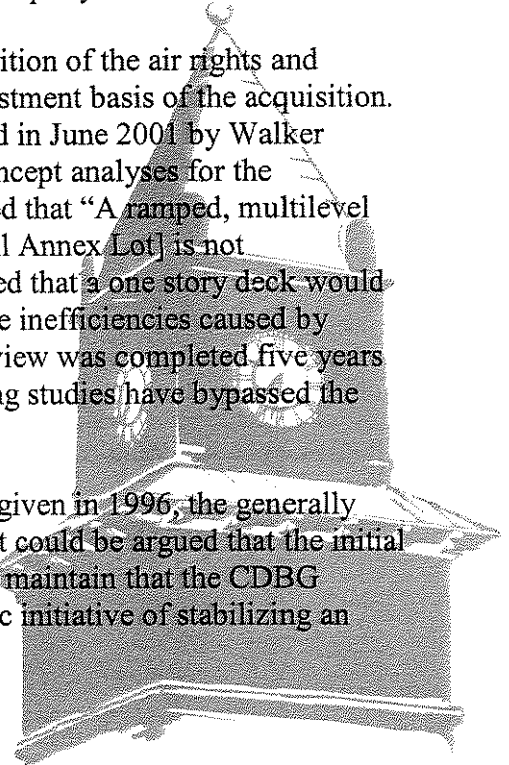 ition of the air rights and
stment basis of the acquisition.
d in June 2001 by Walker
ncept analyses for the
d that “A ramped, multilevel
l Annex Lot] is not
ed that a one story deck would
e inefficiencies caused by
view was completed five years
ng studies have bypassed the
given in 1996, the generally
t could be argued that the initial
maintain that the CDBG
c initiative of stabilizing an